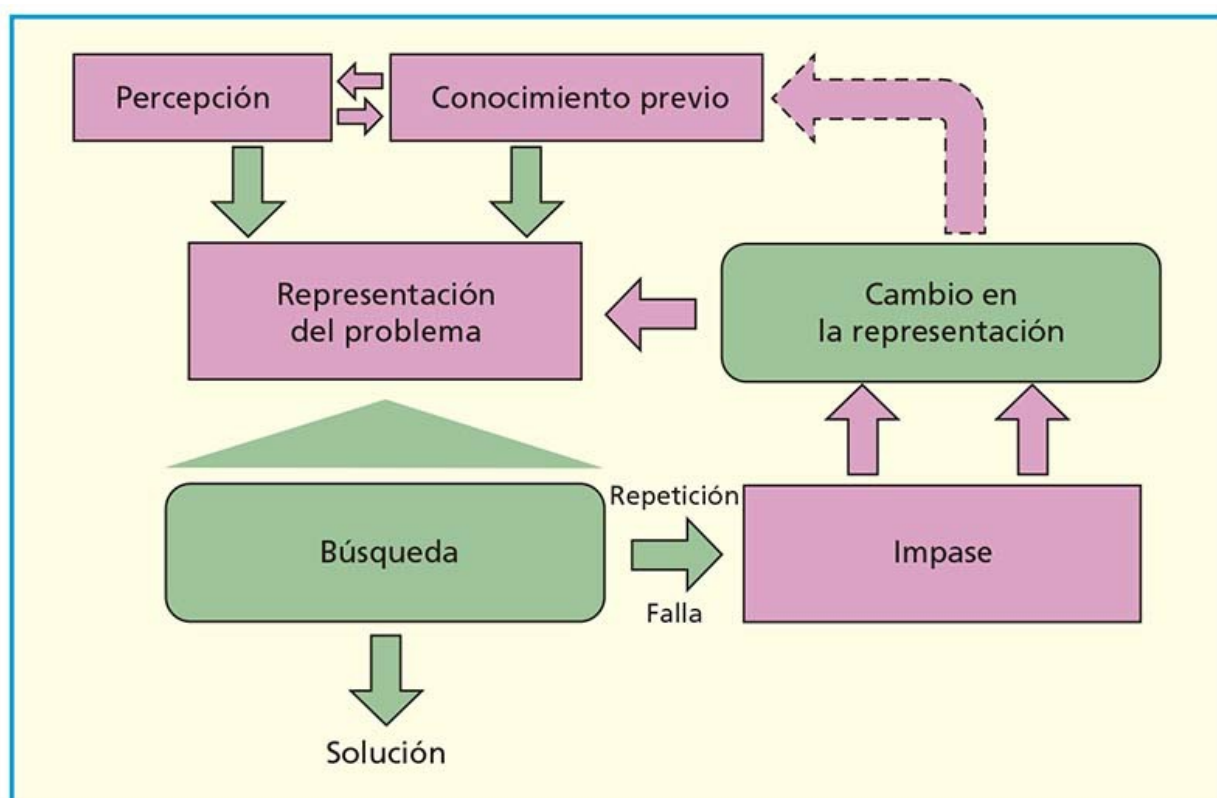 Percepción
Conocimiento previo
Representación
del problema
Cambio en
la representación
Búsqueda
Repetición
Falla
Impase
Solución